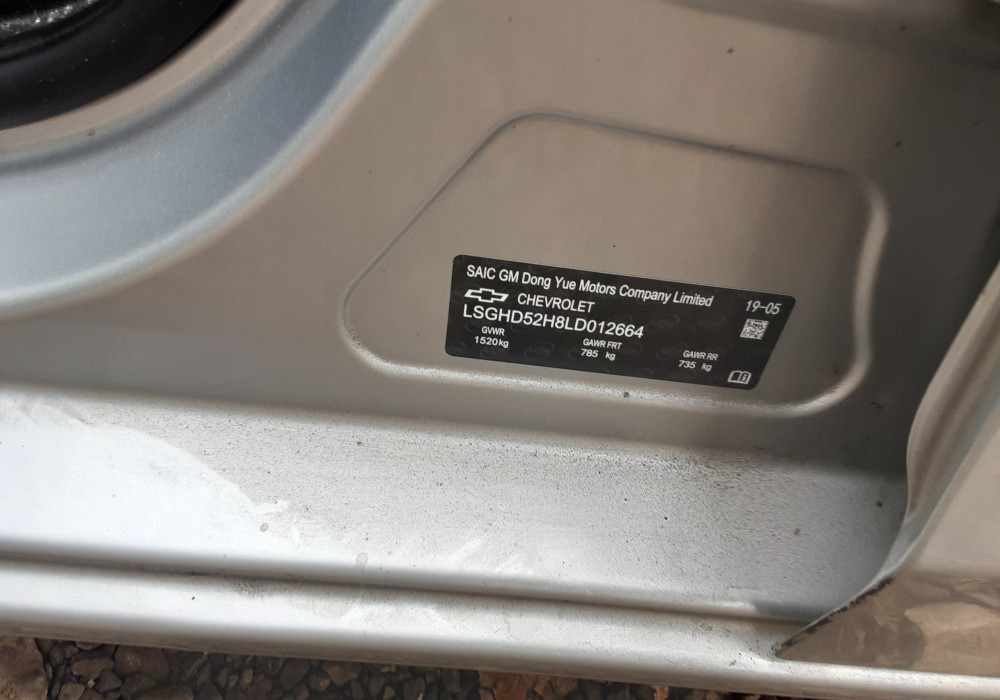 SAIC GM Dong Yue Motors Company Limited
19-05
CHEVROLET
LSGHD52H8LD012664
GVWR
1520kg
GAWR FRT
785 kg
GAWR RR
735 kg